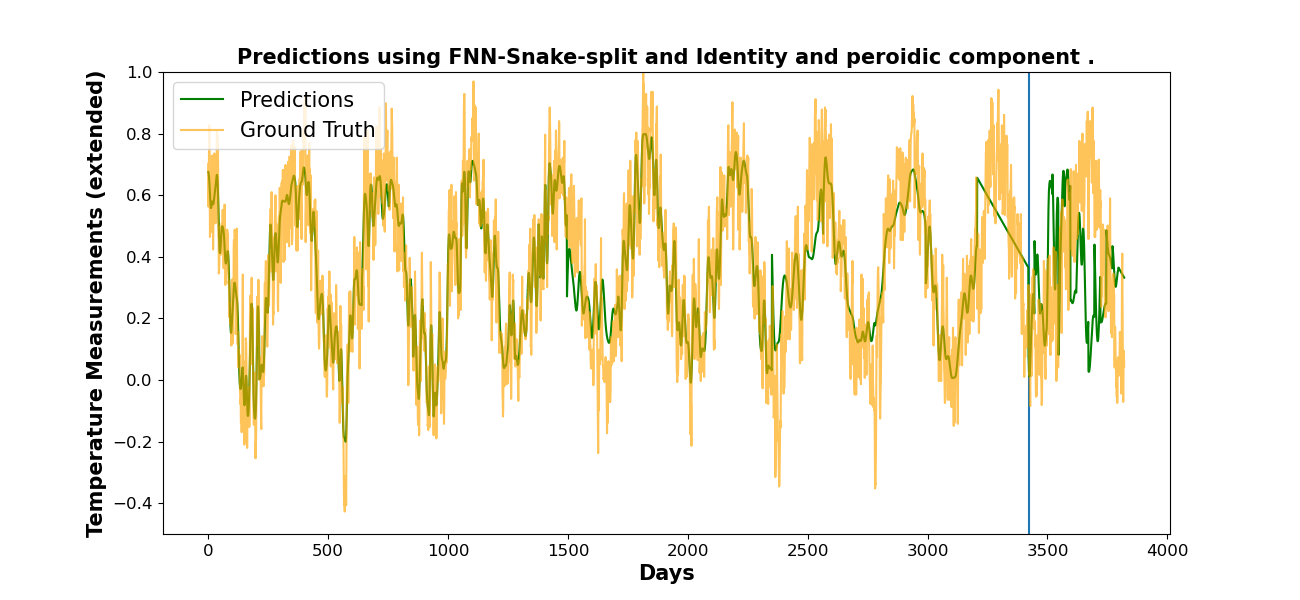 Predictions using FNN-Snake-split and Identity and peroidic component .
Temperature Measurements (extended)
1.0
0.8
0.6
0.4
0.2
0.0
−0.2
−0.4
Predictions
Ground Truth
0 500 1000 1500 2000 2500 3000 3500 4000
Days